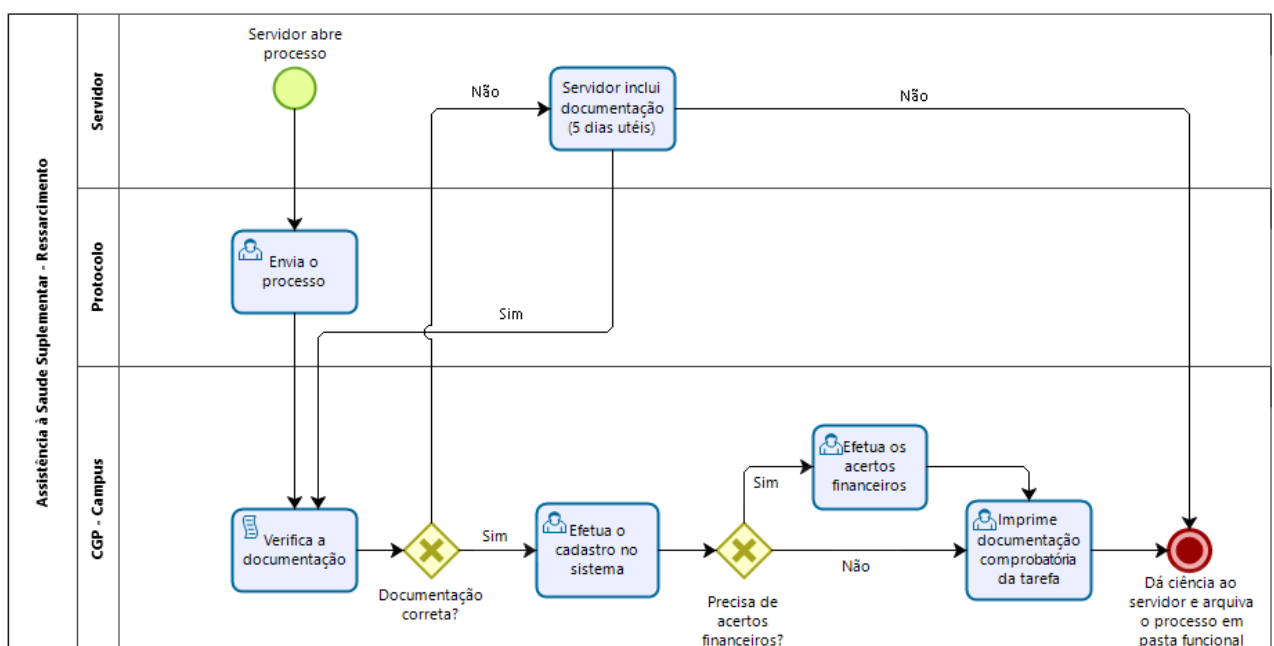 Assistência à Saude Suplementar - Ressarcimento
Servidor
Servidor abre
processo
Não
Servidor inclui
documentação
(5 dias utéis)
Não
Protocolo
Envia o
processo
Sim
CGP - Campus
Verifica a
documentação
Documentação
correta?
Sim
Efetua o
cadastro no
sistema
Precisa de
acertos
financeiros?
Sim
Efetua os
acertos
financeiros
Não
Imprime
documentação
comprobatória
da tarefa
Dá ciência ao
servidor e arquiva
o processo em
pasta funcional